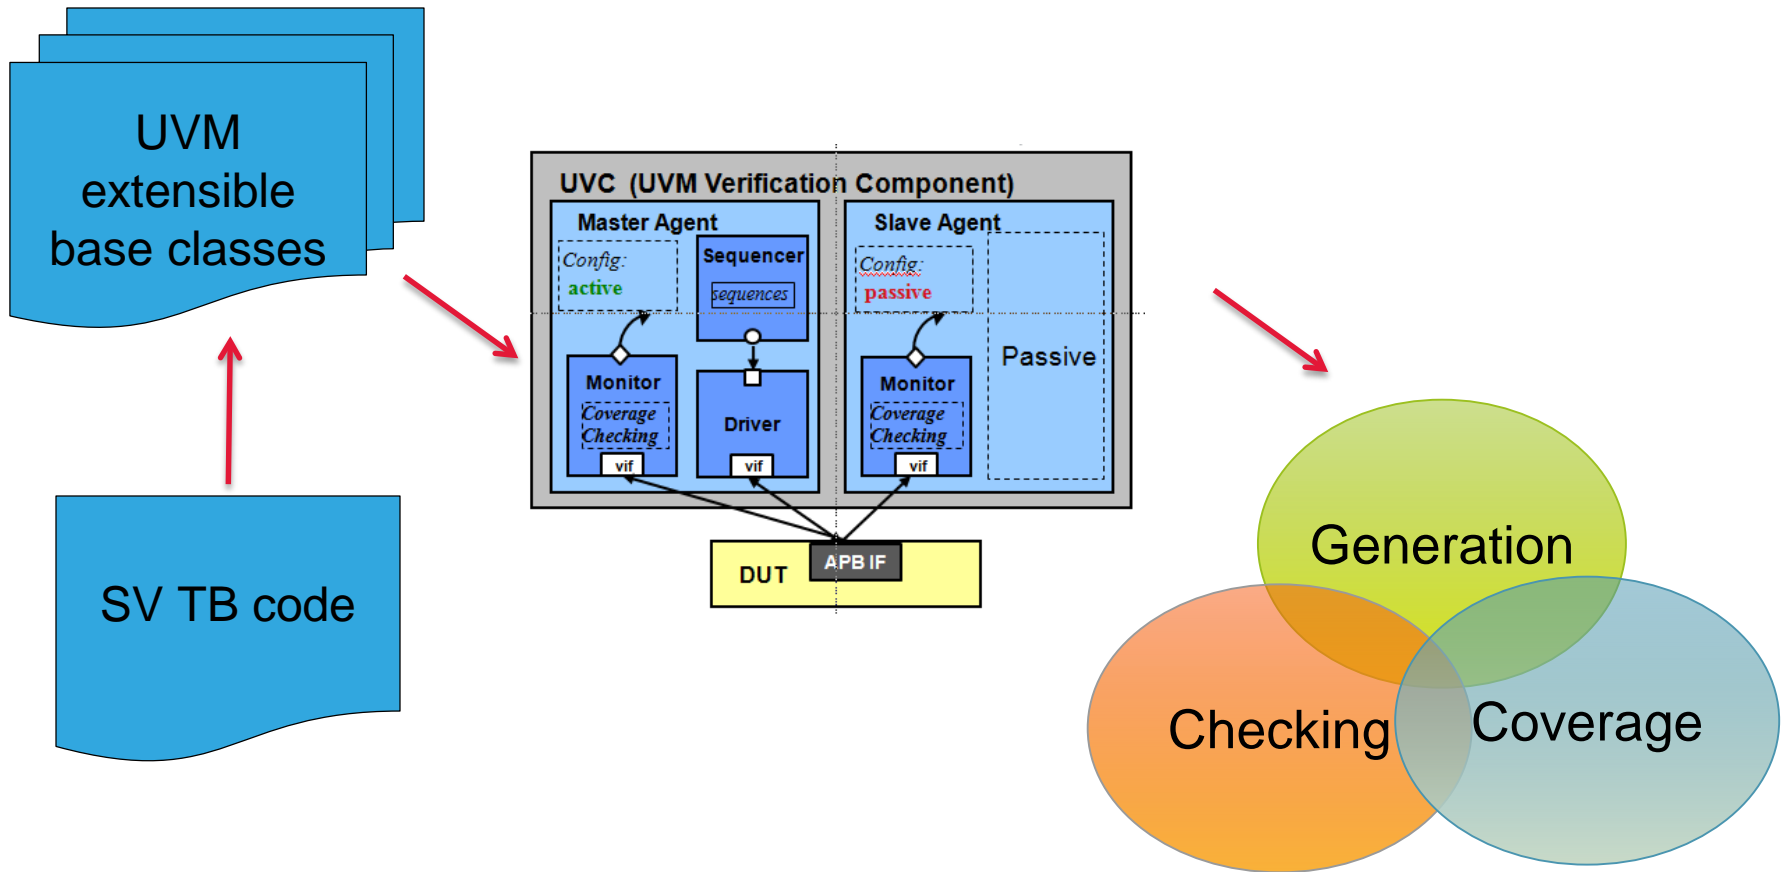 UVM
extensible
base classes
SV TB code
UVC (UVM Verification Component)
Master Agent
Config:
active
Sequencer
sequences
Monitor
Coverage
Checking
vif
Driver
vif
Slave Agent
Config:
passive
Monitor
Coverage
Checking
vif
Passive
DUT
APB IF
Generation
Checking
Coverage